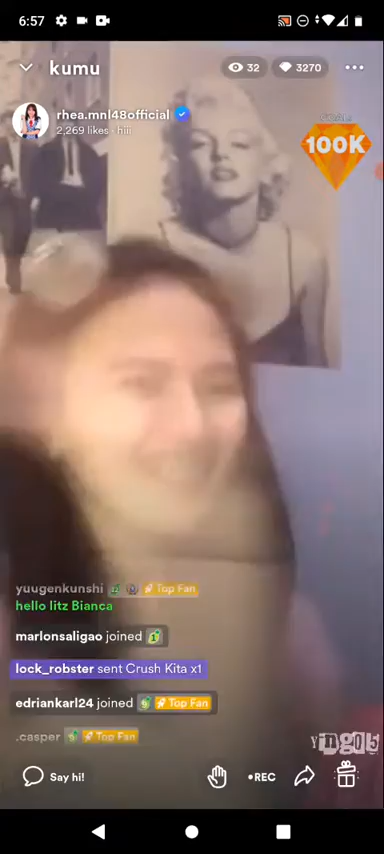 6:57
kumu
32
3270
rhea.mnl48official
2,269 likes · hiii
GOAL:
100K
yuugenkunshi Top Fan
hello litz Bianca
marlonsaligao joined
lock_robster sent Crush Kita x1
edriankarl24 joined Top Fan
.casper Top Fan
Say hi!
•REC